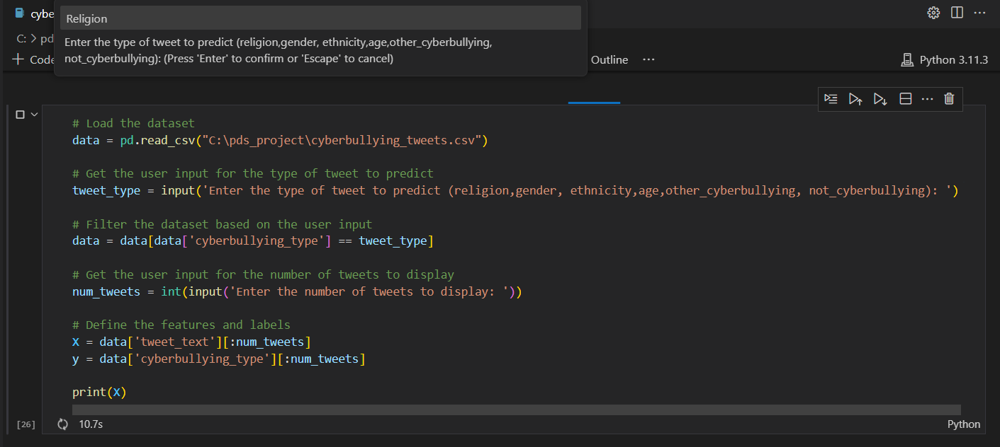 cybe
Religion
Enter the type of tweet to predict (religion,gender, ethnicity,age,other_cyberbullying,
not_cyberbullying): (Press 'Enter' to confirm or 'Escape' to cancel)
C: > pd
+ Code
Outline ···
Python 3.11.3
# Load the dataset
data = pd.read_csv("C:\pds_project\cyberbullying_tweets.csv")
# Get the user input for the type of tweet to predict
tweet_type = input('Enter the type of tweet to predict (religion,gender, ethnicity,age,other_cyberbullying, not_cyberbullying): ')
# Filter the dataset based on the user input
data = data[data['cyberbullying_type'] == tweet_type]
# Get the user input for the number of tweets to display
num_tweets = int(input('Enter the number of tweets to display: '))
# Define the features and labels
X = data['tweet_text'][:num_tweets]
y = data['cyberbullying_type'][:num_tweets]
print(X)
[26]
10.7s
Python